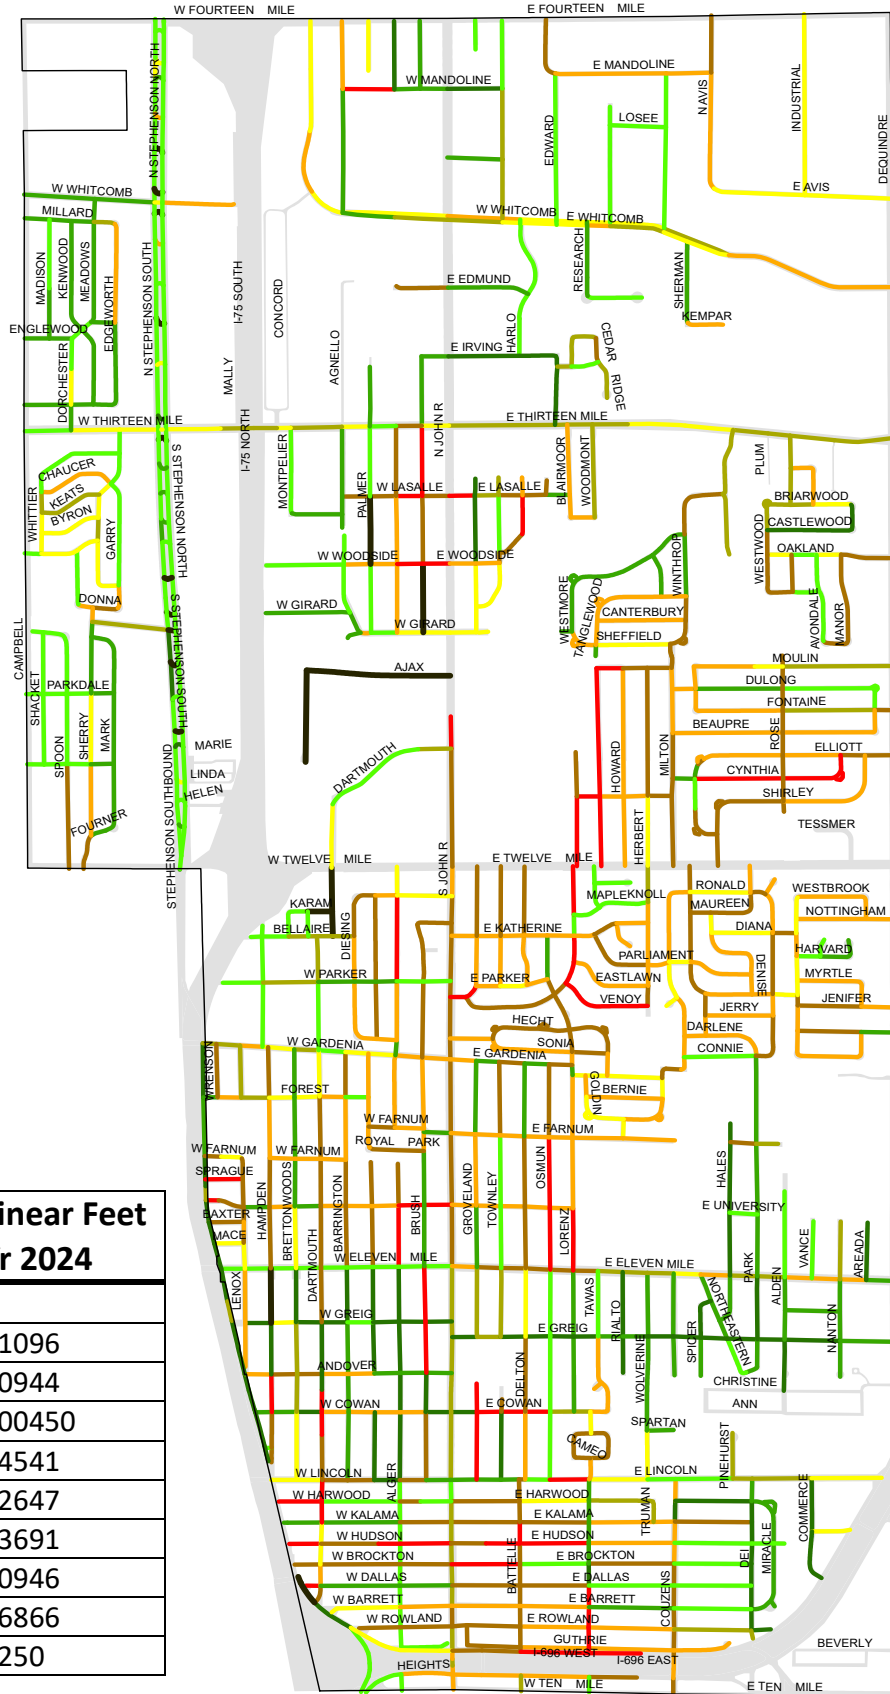 W FOURTEEN MILE
E FOURTEEN MILE
N STEPHENSON NORTH
W MANDOLINE
E MANDOLINE
N AVIS
INDUSTRIAL
LOSEE
EDWARD
DEQUINDRE
E AVIS
W WHITCOMB
MILLARD
W WHITCOMB
E WHITCOMB
MADISON
KENWOOD
MEADOWS
EDGEWORTH
N STEPHENSON SOUTH
I-75 SOUTH
CONCORD
E EDMUND
HARLO
RESEARCH
SHERMAN
KEMPAR
ENGLEWOOD
DORCHESTER
MALLY
AGNELLO
E IRVING
CEDAR RIDGE
W THIRTEEN MILE
E THIRTEEN MILE
I-75 NORTH
N JOHN R
CHAUCER
KEATS
BYRON
WHITTIER
GARRY
S STEPHENSON NORTH
MONTPELIER
PALMER
W LASALLE
E LASALLE
BLAIRMOOR
WOODMONT
PLUM
BRIARWOOD
CASTLEWOOD
WESTWOOD
OAKLAND
W WOODSIDE
E WOODSIDE
WINTHROP
DONNA
W GIRARD
W GIRARD
WESTMORE
TANGLEWOOD
CANTERBURY
SHEFFIELD
AVONDALE
MANOR
CAMPBELL
S STEPHENSON SOUTH
AJAX
MOULIN
DULONG
FONTAINE
SHACKET
PARKDALE
SPOON
SHERRY
MARK
BEAUPRE
ROSE
MARIE
LINDA
HELEN
DARTMOUTH
HOWARD
MILTON
ELLIOTT
CYNTHIA
SHIRLEY
FOURNER
STEPHENSON SOUTHBOUND
TESSMER
HERBERT
W TWELVE MILE
S JOHN R
E TWELVE MILE
KARAM
BELLAIRE
DIESING
MAPLEKNOLL
RONALD
MAUREEN
WESTBROOK
NOTTINGHAM
E KATHERINE
DIANA
PARLIAMENT
HARVARD
W PARKER
E PARKER
EASTLAWN
DENISE
MYRTLE
VENOY
JERRY
JENIFER
HECHT
SONIA
DARLENE
CONNIE
WRENSON
W GARDENIA
E GARDENIA
FOREST
GOLDIN
BERNIE
W FARNUM
E FARNUM
W FARNUM
W FARNUM
ROYAL PARK
SPRAGUE
HAMPDEN
BRETTONWOODS
DARTMOUTH
BARRINGTON
BRUSH
GROVELAND
TOWNLEY
OSMUN
LORENZ
HALES
E UNIVERSITY
BAXTER
MACE
W ELEVEN MILE
E ELEVEN MILE
PARK
ALDEN
VANCE
AREADA
LENOX
W GREIG
E GREIG
TAWAS
RIALTO
WOLVERINE
SPICER
NORTHEASTERN
NANTON
ANDOVER
DELTON
CHRISTINE
ANN
W COWAN
E COWAN
SPARTAN
CAMEO
PINEHURST
W LINCOLN
E LINCOLN
W HARWOOD
ALGER
E HARWOOD
TRUMAN
COMMERCE
W KALAMA
E KALAMA
W HUDSON
E HUDSON
W BROCKTON
BATTELLE
E BROCKTON
DEI
MIRACLE
W DALLAS
E DALLAS
W BARRETT
E BARRETT
COUZENS
W ROWLAND
E ROWLAND
GUTHRIE
I-696 WEST
I-696 EAST
BEVERLY
HEIGHTS
W TEN MILE
E TEN MILE
inear Feet
r 2024
1096
0944
00450
4541
2647
3691
0946
6866
250